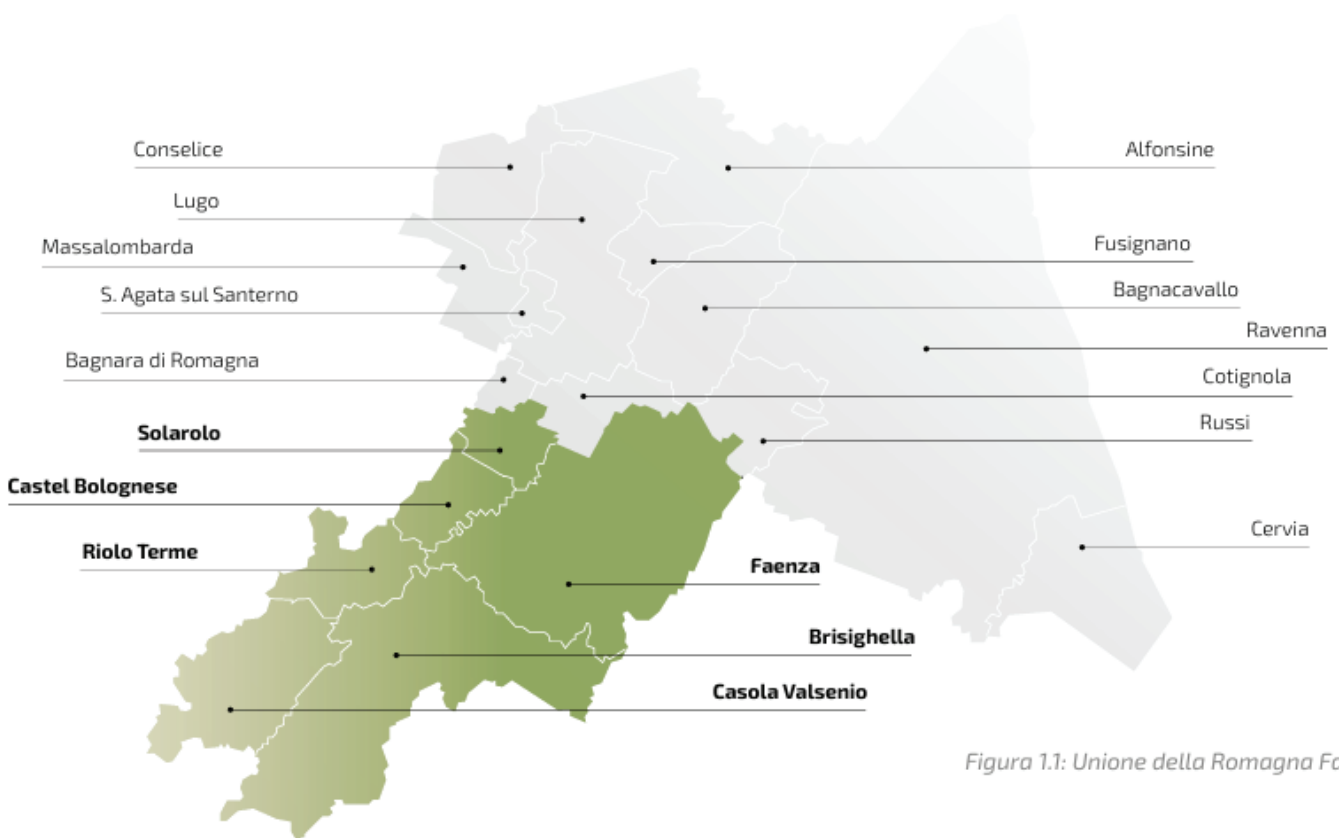 Conselice
Alfonsine
Lugo
Massalombarda
Fusignano
S. Agata sul Santerno
Bagnacavallo
Ravenna
Bagnara di Romagna
Cotignola
Russi
Solarolo
Castel Bolognese
Cervia
Riolo Terme
Faenza
Brisighella
Casola Valsenio
Figura 1.1: Unione della Romagna